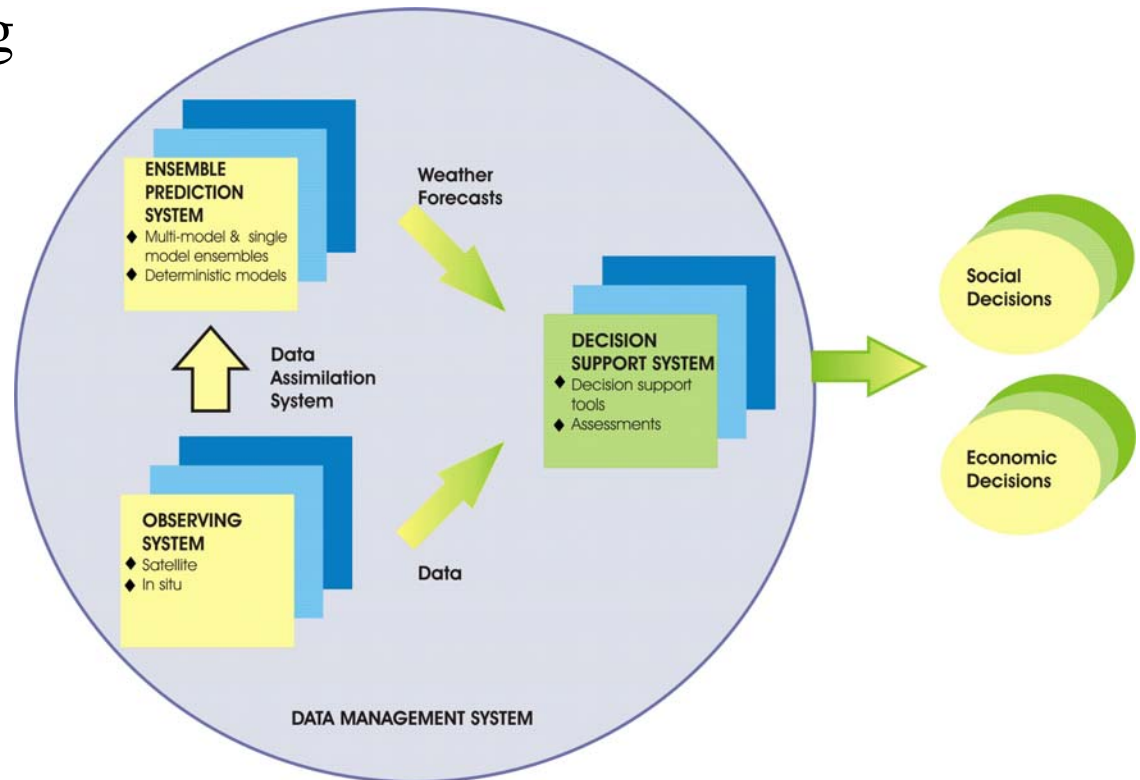 g
ENSEMBLE
PREDICTION
SYSTEM
♦ Multi-model & single
model ensembles
♦ Deterministic models
Weather
Forecasts
Data
Assimilation
System
DECISION
SUPPORT SYSTEM
♦ Decision support
tools
♦ Assessments
OBSERVING
SYSTEM
♦ Satellite
♦ In situ
Data
DATA MANAGEMENT SYSTEM
Social
Decisions
Economic
Decisions